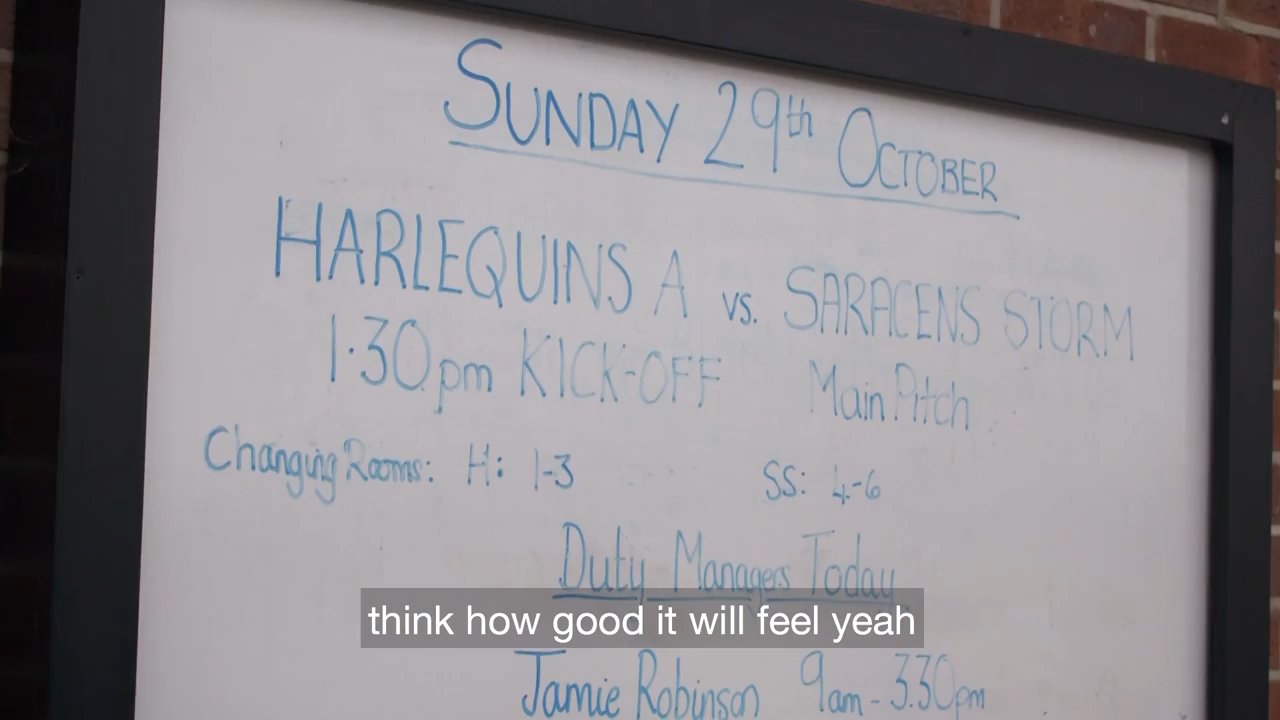 SUNDAY 29th OCTOBER
HARLEQUINS A vs. SARACENS STORM
1·30pm KICK-OFF Main Pitch
Changing Rooms: H: 1-3 SS: 4-6
Duty Managers Today
think how good it will feel yeah
Jamie Robinson 9am - 3.30pm